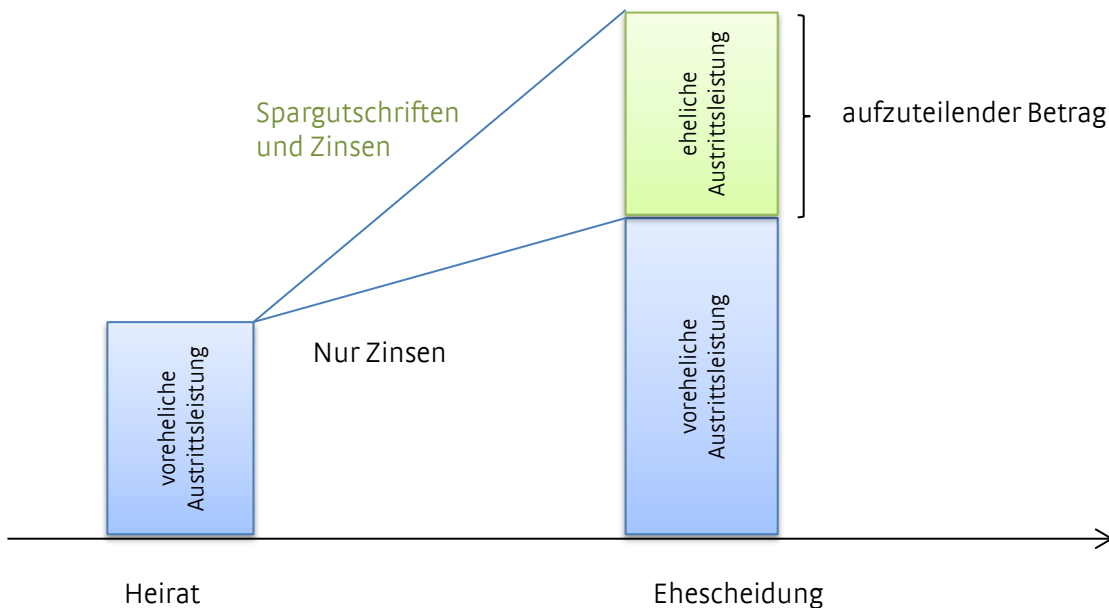 eheliche
Austrittsleistung
aufzuteilender Betrag
Spargutschriften
und Zinsen
Nur Zinsen
voreheliche
Austrittsleistung
voreheliche
Austrittsleistung
Heirat
Ehescheidung